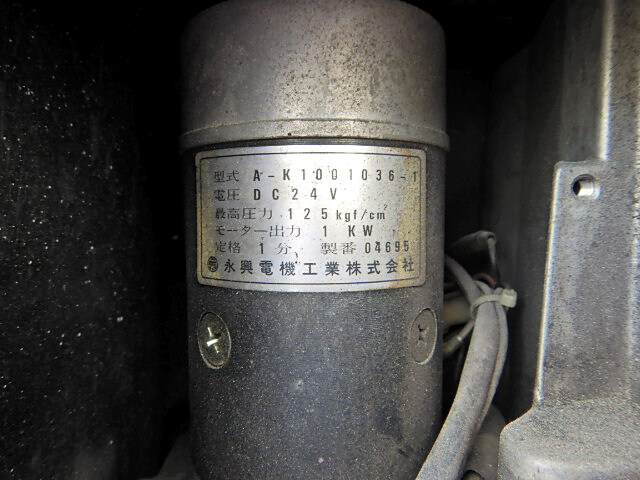 型式 A-K1001036-1
電圧 DC24V
最高圧力 125kgf/cm²
モーター出力 1KW
定格 1分 製番 04695
永興電機工業株式会社